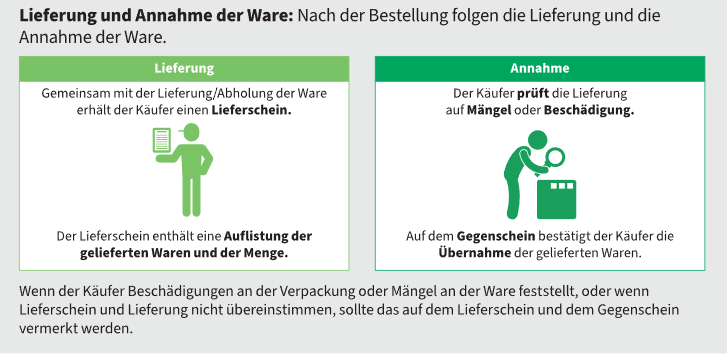 Lieferung und Annahme der Ware: Nach der Bestellung folgen die Lieferung und die
Annahme der Ware.
Lieferung
Gemeinsam mit der Lieferung/Abholung der Ware
erhält der Käufer einen Lieferschein.
Der Lieferschein enthält eine Auflistung der
gelieferten Waren und der Menge.
Annahme
Der Käufer prüft die Lieferung
auf Mängel oder Beschädigung.
Auf dem Gegenschein bestätigt der Käufer die
Übernahme der gelieferten Waren.
Wenn der Käufer Beschädigungen an der Verpackung oder Mängel an der Ware feststellt, oder wenn
Lieferschein und Lieferung nicht übereinstimmen, sollte das auf dem Lieferschein und dem Gegenschein
vermerkt werden.